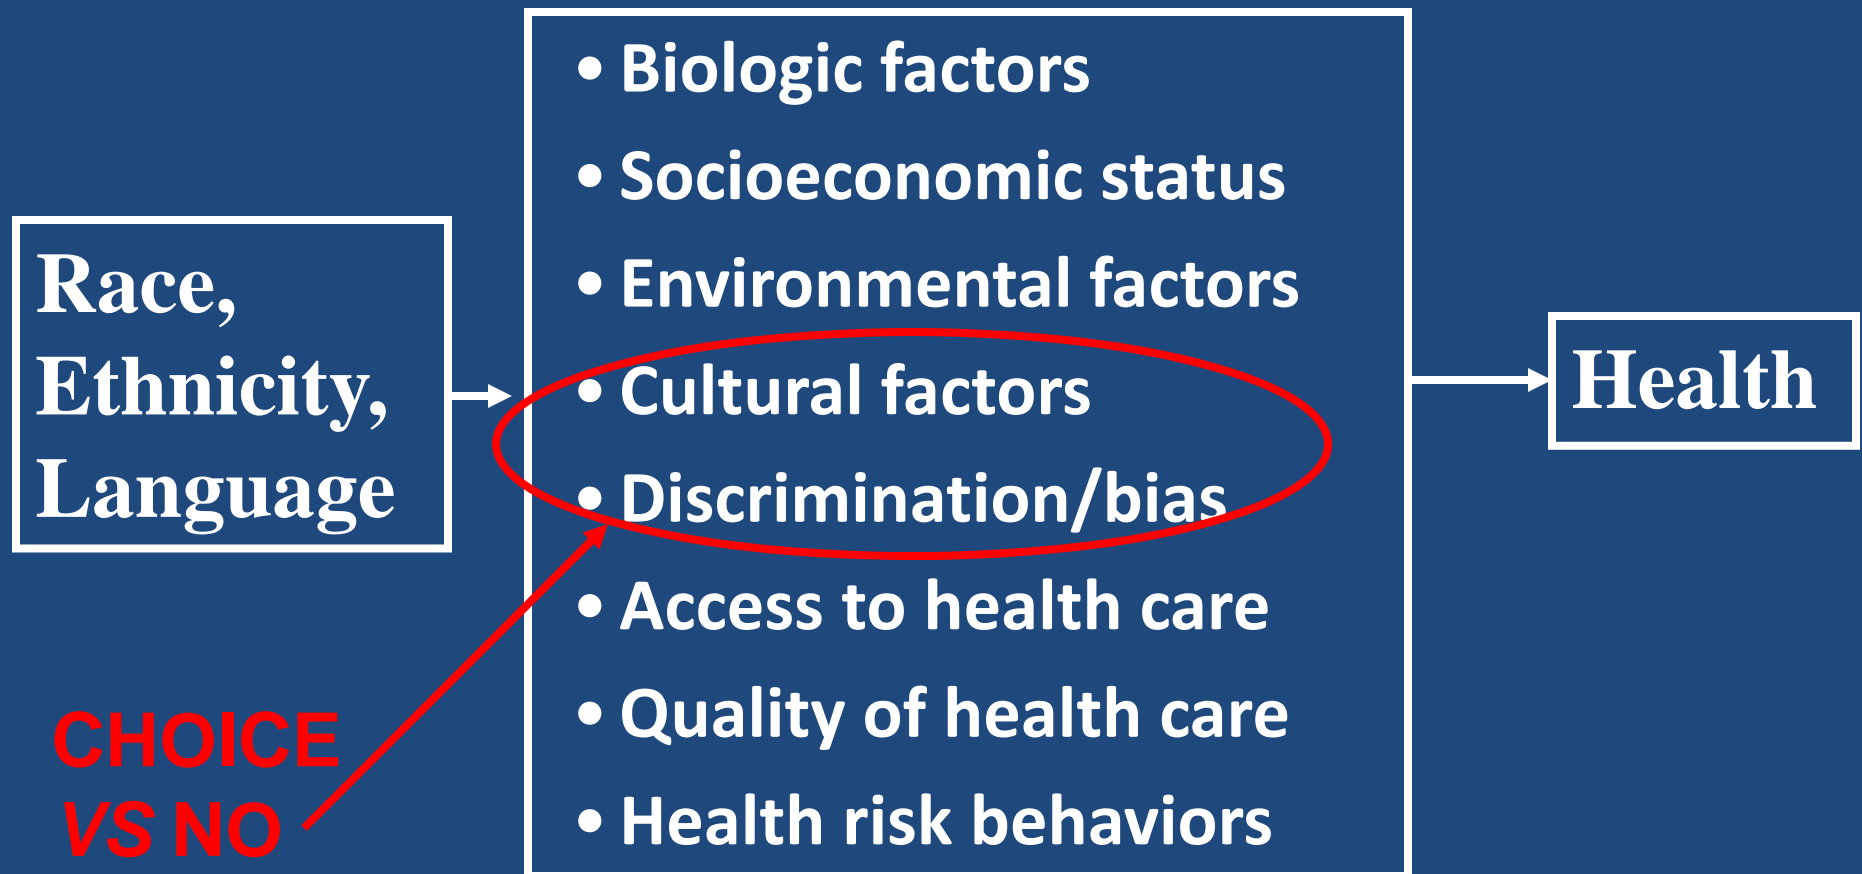 Race,
Ethnicity,
Language
• Biologic factors
• Socioeconomic status
• Environmental factors
• Cultural factors
• Discrimination/bias
• Access to health care
• Quality of health care
• Health risk behaviors
Health
CHOICE
VS NO